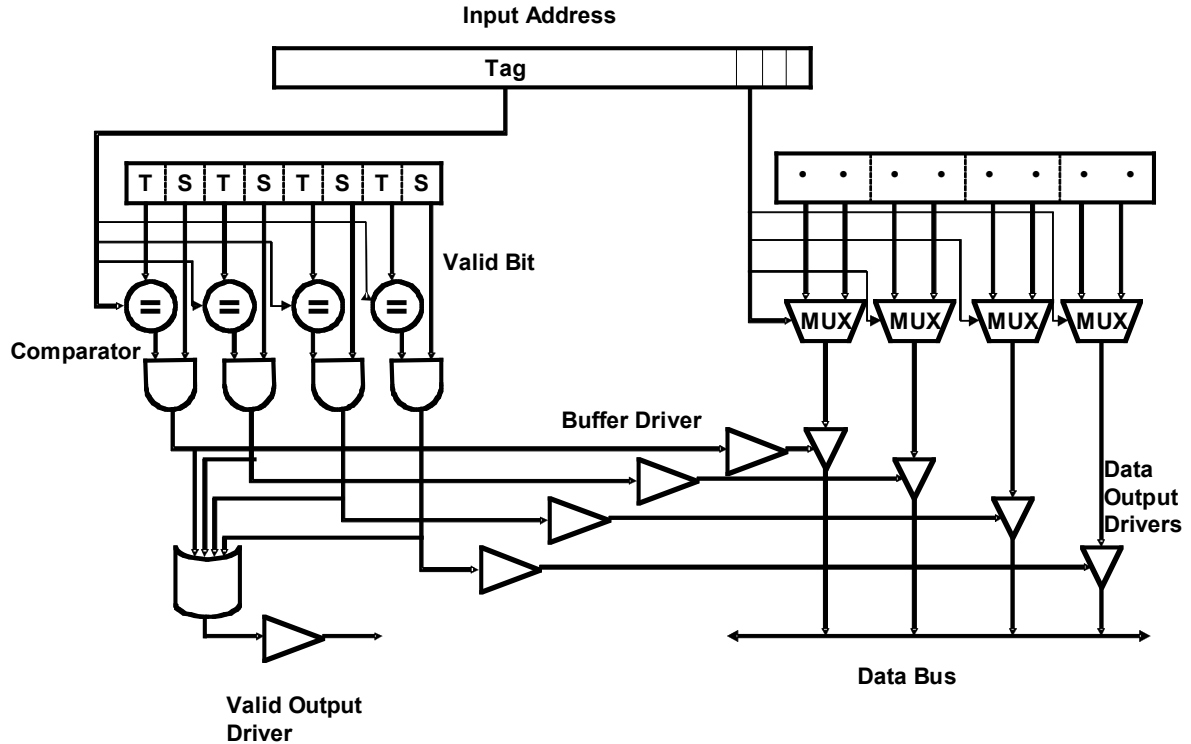 Input Address
Tag
T S T S T S T S
• • • • • • • •
Valid Bit
= = = =
MUX MUX MUX MUX
Comparator
Buffer Driver
Data
Output
Drivers
Data Bus
Valid Output
Driver